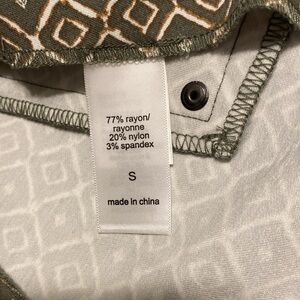 77% rayon/
rayonne
20% nylon
3% spandex
S
made in china